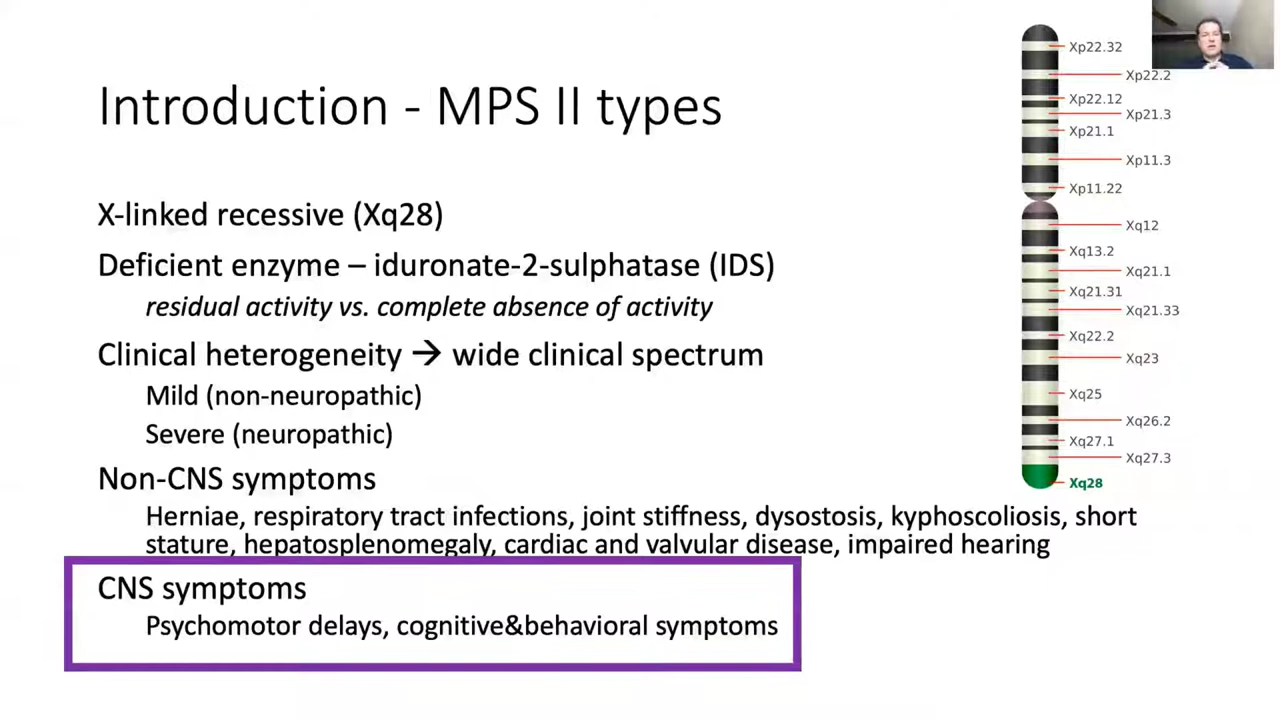 Introduction - MPS II types
X-linked recessive (Xq28)
Deficient enzyme – iduronate-2-sulphatase (IDS)
residual activity vs. complete absence of activity
Clinical heterogeneity → wide clinical spectrum
Mild (non-neuropathic)
Severe (neuropathic)
Non-CNS symptoms
Herniae, respiratory tract infections, joint stiffness, dysostosis, kyphoscoliosis, short
stature, hepatosplenomegaly, cardiac and valvular disease, impaired hearing
CNS symptoms
Psychomotor delays, cognitive&behavioral symptoms
Xp22.32
Xp22.2
Xp22.12
Xp21.3
Xp21.1
Xp11.3
Xp11.22
Xq12
Xq13.2
Xq21.1
Xq21.31
Xq21.33
Xq22.2
Xq23
Xq25
Xq26.2
Xq27.1
Xq27.3
Xq28